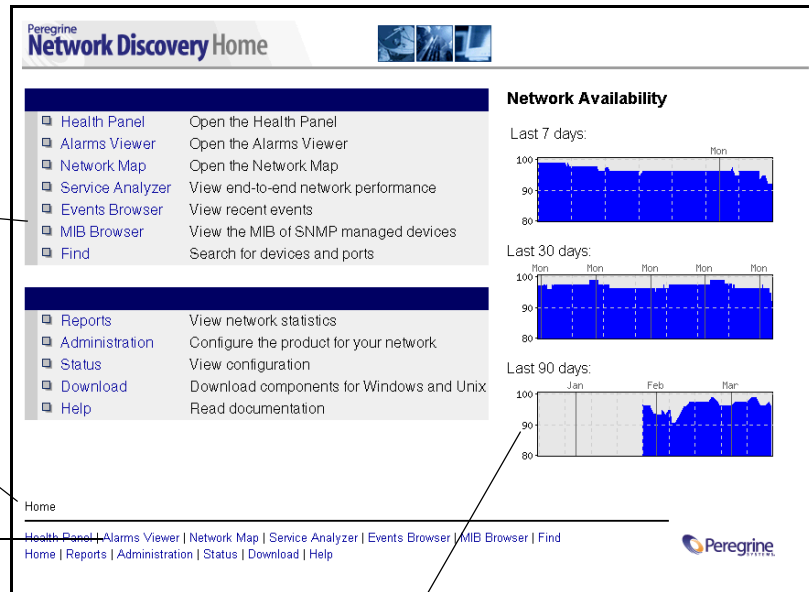 Peregrine
Network Discovery Home
Health Panel Open the Health Panel
Alarms Viewer Open the Alarms Viewer
Network Map Open the Network Map
Service Analyzer View end-to-end network performance
Events Browser View recent events
MIB Browser View the MIB of SNMP managed devices
Find Search for devices and ports
Reports View network statistics
Administration Configure the product for your network
Status View configuration
Download Download components for Windows and Unix
Help Read documentation
Network Availability
Last 7 days:
Mon
100
90
80
Last 30 days:
Mon Mon Mon Mon Mon
100
90
80
Last 90 days:
Jan Feb Mar
100
90
80
Home
Health Panel | Alarms Viewer | Network Map | Service Analyzer | Events Browser | MIB Browser | Find
Home | Reports | Administration | Status | Download | Help
Peregrine
SYSTEMS